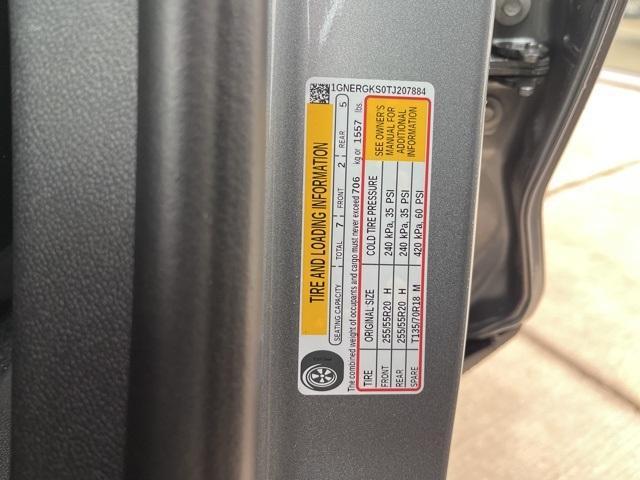 1GNERGKS0TJ207884
TIRE AND LOADING INFORMATION
SEATING CAPACITY TOTAL 7 FRONT 2 REAR 5
The combined weight of occupants and cargo must never exceed 706 kg or 1557 lbs.
TIRE ORIGINAL SIZE COLD TIRE PRESSURE
FRONT 255/55R20 H 240 kPa, 35 PSI
REAR 255/55R20 H 240 kPa, 35 PSI
SPARE T135/70R18 M 420 kPa, 60 PSI
SEE OWNER'S
MANUAL FOR
ADDITIONAL
INFORMATION